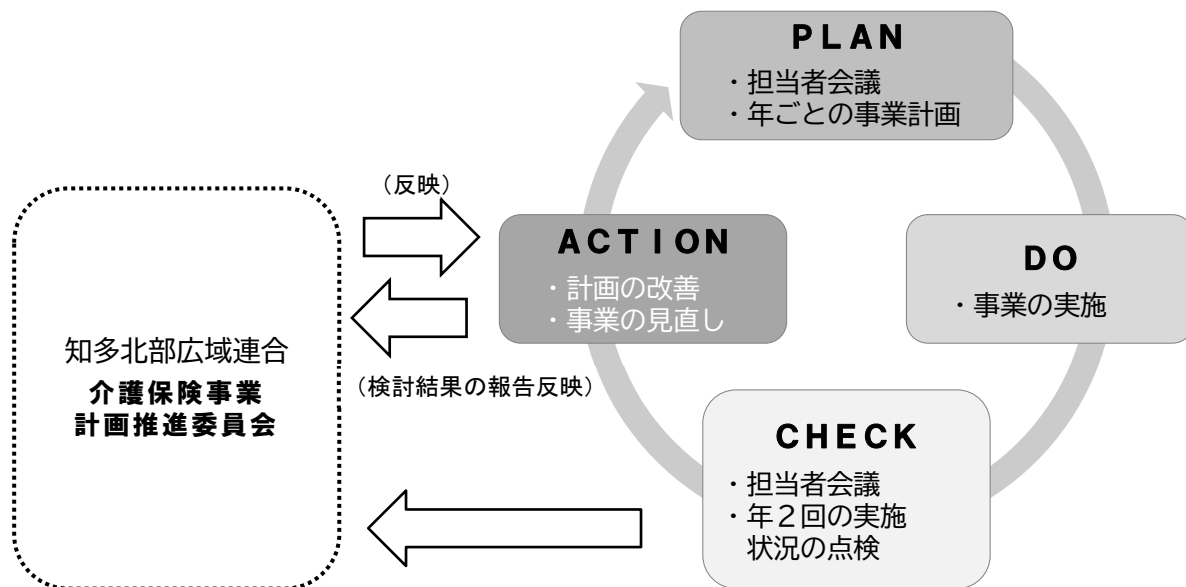 PLAN
・担当者会議
・年ごとの事業計画
（反映）
ACTION
・計画の改善
・事業の見直し
DO
・事業の実施
知多北部広域連合
介護保険事業
計画推進委員会
（検討結果の報告反映）
CHECK
・担当者会議
・年２回の実施
状況の点検